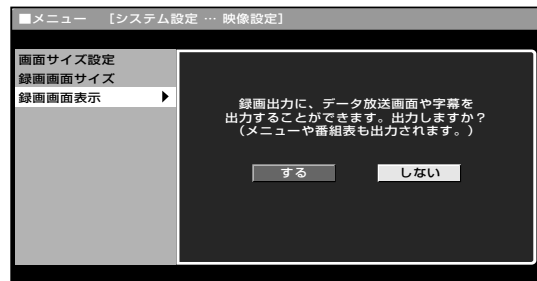 ■メニュー [システム設定 … 映像設定]
画面サイズ設定
録画画面サイズ
録画画面表示 ▶
録画出力に、データ放送画面や字幕を
出力することができます。出力しますか？
（メニューや番組表も出力されます。）
する しない